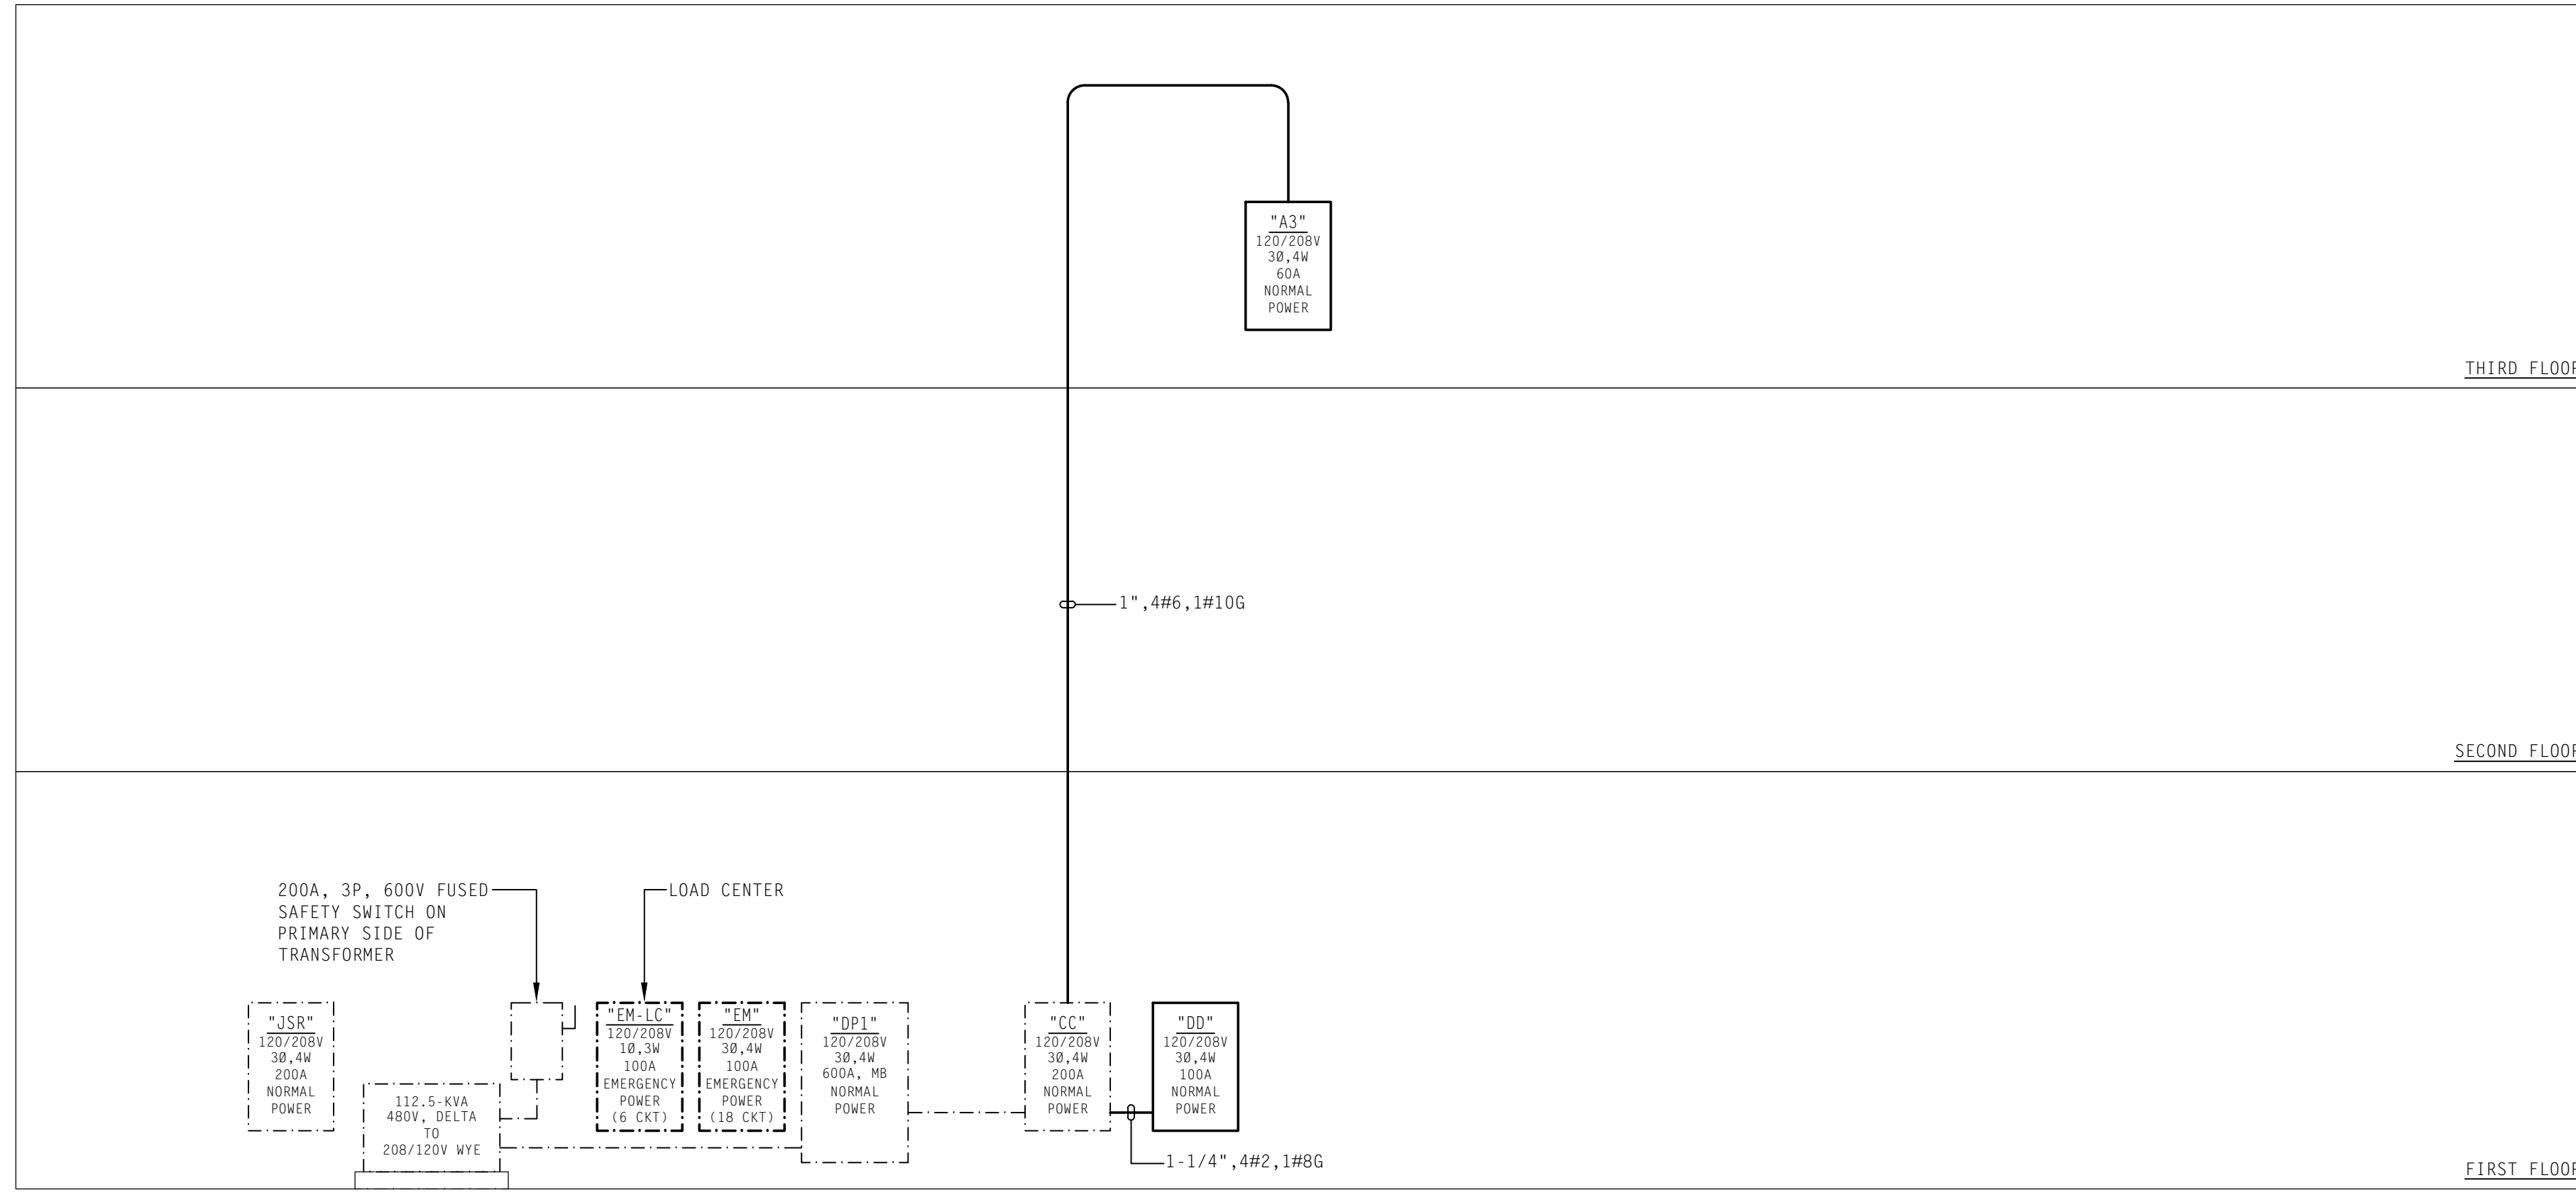 "A3"
120/208V
3Ø,4W
60A
NORMAL
POWER
THIRD FLOOR
1",4#6,1#10G
SECOND FLOOR
200A, 3P, 600V FUSED
SAFETY SWITCH ON
PRIMARY SIDE OF
TRANSFORMER
LOAD CENTER
"JSR"
120/208V
3Ø,4W
200A
NORMAL
POWER
112.5-KVA
480V, DELTA
TO
208/120V WYE
"EM-LC"
120/208V
1Ø,3W
100A
EMERGENCY
POWER
(6 CKT)
"EM"
120/208V
3Ø,4W
100A
EMERGENCY
POWER
(18 CKT)
"DP1"
120/208V
3Ø,4W
600A, MB
NORMAL
POWER
"CC"
120/208V
3Ø,4W
200A
NORMAL
POWER
"DD"
120/208V
3Ø,4W
100A
NORMAL
POWER
1-1/4",4#2,1#8G
FIRST FLOOR